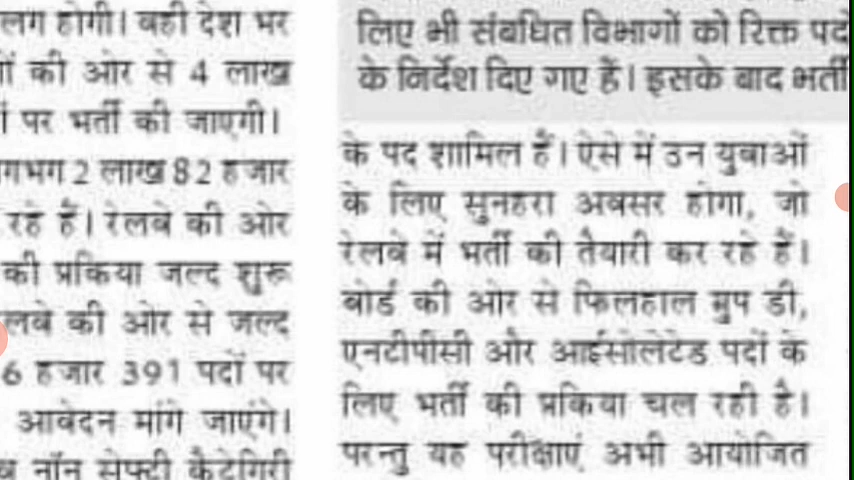 लग होगी। वही देश भर
की ओर से 4 लाख
पर भर्ती की जाएगी।
2 लाख 82 हजार
रहे हैं। रेलवे की ओर
की प्रकिया जल्द शुरू
लवे की ओर से जल्द
6 हजार 391 पदों पर
आवेदन मांगे जाएंगे।
व नॉन सेफ्टी कैटेगिरी
लिए भी संबधित विभागों को रिक्त पदों
के निर्देश दिए गए हैं। इसके बाद भर्ती
के पद शामिल हैं। ऐसे में उन युवाओं
के लिए सुनहरा अवसर होगा, जो
रेलवे में भर्ती की तैयारी कर रहे हैं।
बोर्ड की ओर से फिलहाल ग्रुप डी,
एनटीपीसी और आईसोलेटेड पदों के
लिए भर्ती की प्रकिया चल रही है।
परन्तु यह परीक्षाएं अभी आयोजित